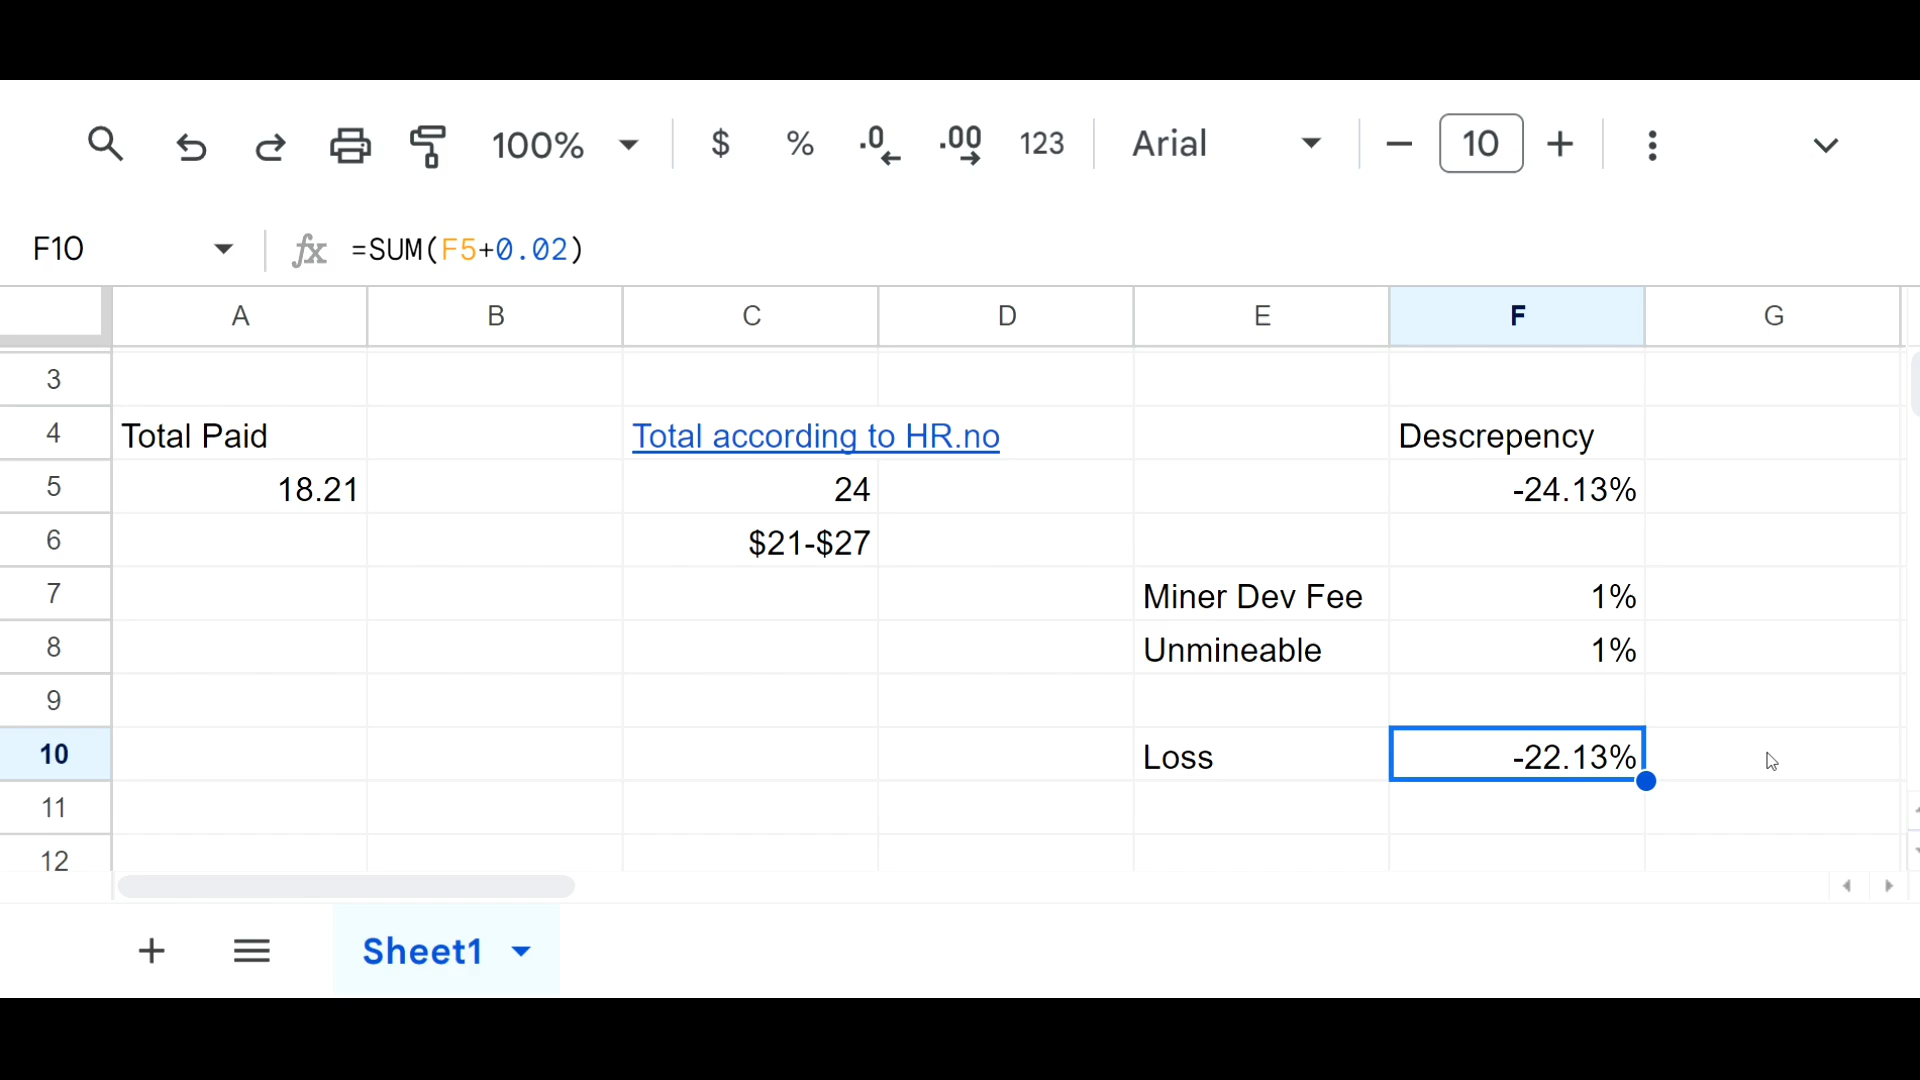 100% $ % .0 .00 123 Arial 10
F10 fx =SUM(F5+0.02)
A B C D E F G
3
4 Total Paid Total according to HR.no Descrepency
5 18.21 24 -24.13%
6 $21-$27
7 Miner Dev Fee 1%
8 Unmineable 1%
9
10 Loss -22.13%
11
12
Sheet1